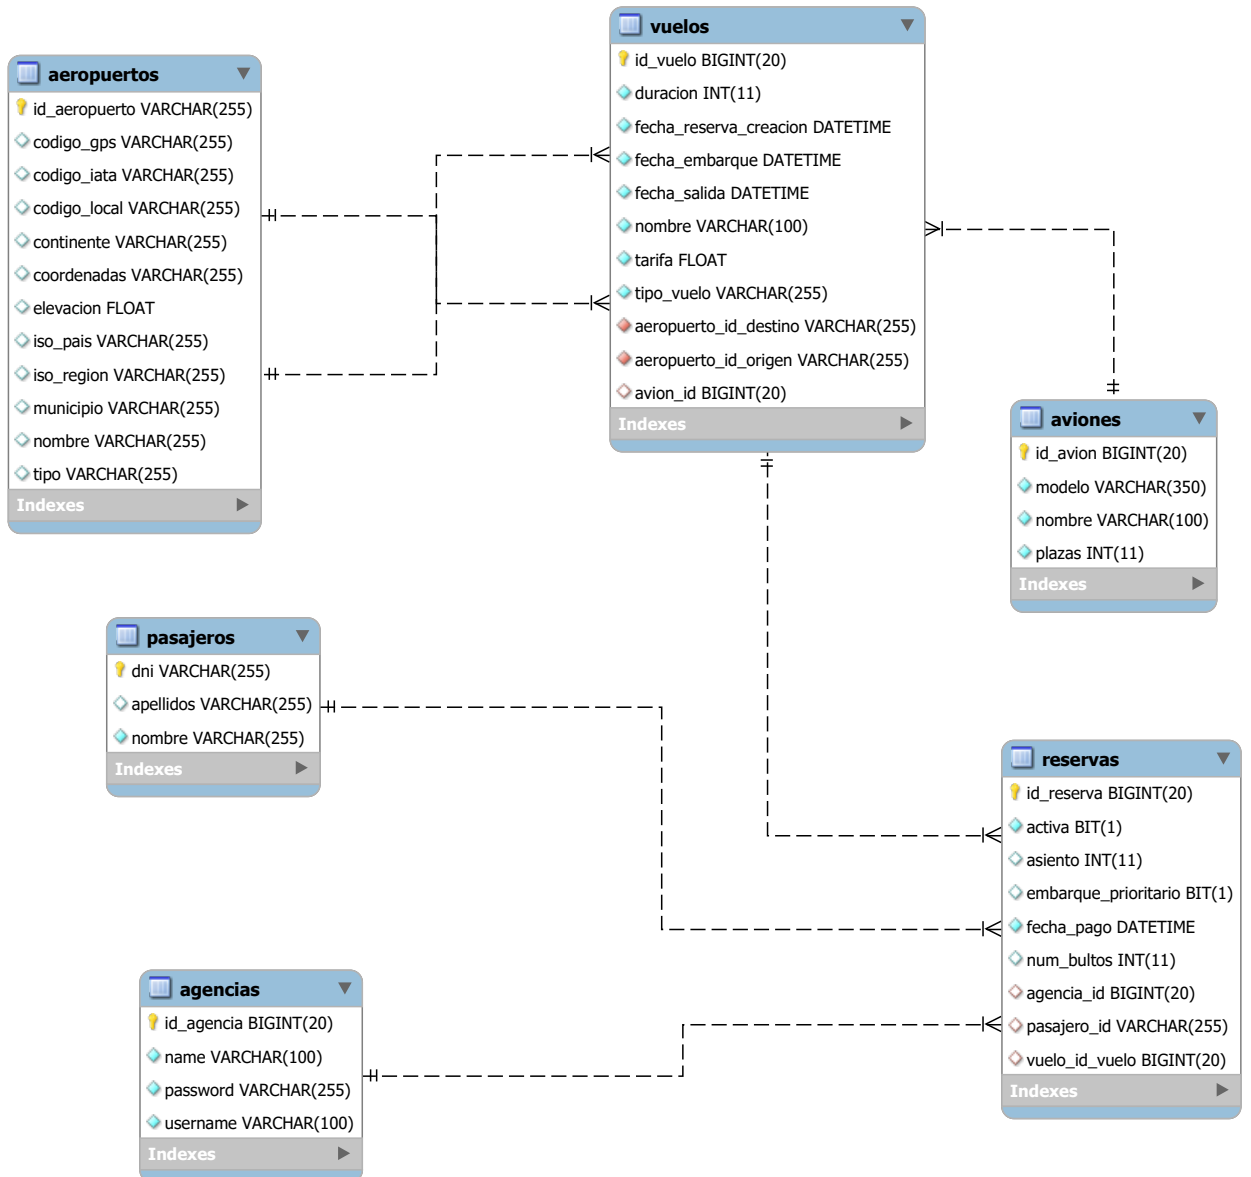 aeropuertos
id_aeropuerto VARCHAR(255)
codigo_gps VARCHAR(255)
codigo_iata VARCHAR(255)
codigo_local VARCHAR(255)
continente VARCHAR(255)
coordenadas VARCHAR(255)
elevacion FLOAT
iso_pais VARCHAR(255)
iso_region VARCHAR(255)
municipio VARCHAR(255)
nombre VARCHAR(255)
tipo VARCHAR(255)
Indexes
vuelos
id_vuelo BIGINT(20)
duracion INT(11)
fecha_reserva_creacion DATETIME
fecha_embarque DATETIME
fecha_salida DATETIME
nombre VARCHAR(100)
tarifa FLOAT
tipo_vuelo VARCHAR(255)
aeropuerto_id_destino VARCHAR(255)
aeropuerto_id_origen VARCHAR(255)
avion_id BIGINT(20)
Indexes
aviones
id_avion BIGINT(20)
modelo VARCHAR(350)
nombre VARCHAR(100)
plazas INT(11)
Indexes
pasajeros
dni VARCHAR(255)
apellidos VARCHAR(255)
nombre VARCHAR(255)
Indexes
reservas
id_reserva BIGINT(20)
activa BIT(1)
asiento INT(11)
embarque_prioritario BIT(1)
fecha_pago DATETIME
num_bultos INT(11)
agencia_id BIGINT(20)
pasajero_id VARCHAR(255)
vuelo_id_vuelo BIGINT(20)
Indexes
agencias
id_agencia BIGINT(20)
name VARCHAR(100)
password VARCHAR(255)
username VARCHAR(100)
Indexes